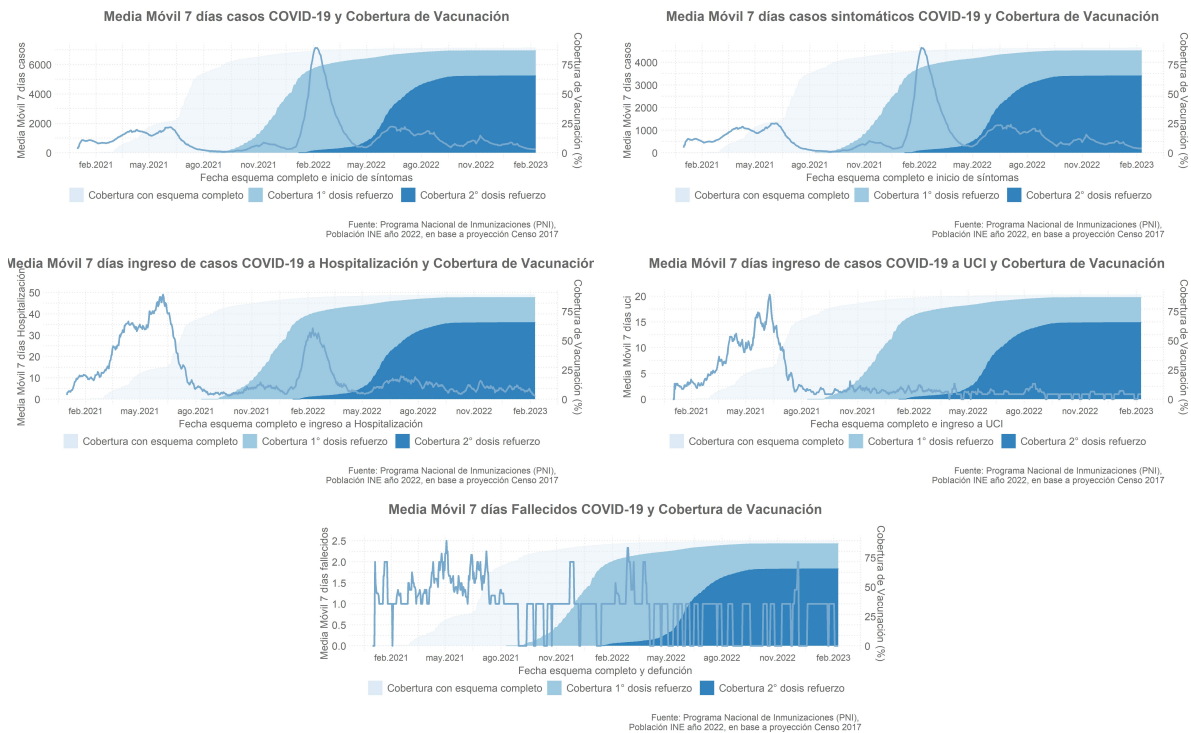 Media Móvil 7 días casos COVID-19 y Cobertura de Vacunación
Media Móvil 7 días casos
6000
4000
2000
0
75
50
25
0
Cobertura de Vacunación (%)
feb.2021 may.2021 ago.2021 nov.2021 feb.2022 may.2022 ago.2022 nov.2022 feb.2023
Fecha esquema completo e inicio de síntomas
Cobertura con esquema completo Cobertura 1° dosis refuerzo Cobertura 2° dosis refuerzo
Fuente: Programa Nacional de Inmunizaciones (PNI),
Población INE año 2022, en base a proyección Censo 2017
Media Móvil 7 días casos sintomáticos COVID-19 y Cobertura de Vacunación
Media Móvil 7 días casos
4000
3000
2000
1000
0
75
50
25
0
Cobertura de Vacunación (%)
feb.2021 may.2021 ago.2021 nov.2021 feb.2022 may.2022 ago.2022 nov.2022 feb.2023
Fecha esquema completo e inicio de síntomas
Cobertura con esquema completo Cobertura 1° dosis refuerzo Cobertura 2° dosis refuerzo
Fuente: Programa Nacional de Inmunizaciones (PNI),
Población INE año 2022, en base a proyección Censo 2017
Media Móvil 7 días ingreso de casos COVID-19 a Hospitalización y Cobertura de Vacunación
Media Móvil 7 días Hospitalización
50
40
30
20
10
0
75
50
25
0
Cobertura de Vacunación (%)
feb.2021 may.2021 ago.2021 nov.2021 feb.2022 may.2022 ago.2022 nov.2022 feb.2023
Fecha esquema completo e ingreso a Hospitalización
Cobertura con esquema completo Cobertura 1° dosis refuerzo Cobertura 2° dosis refuerzo
Fuente: Programa Nacional de Inmunizaciones (PNI),
Población INE año 2022, en base a proyección Censo 2017
Media Móvil 7 días ingreso de casos COVID-19 a UCI y Cobertura de Vacunación
Media Móvil 7 días uci
20
15
10
5
0
75
50
25
0
Cobertura de Vacunación (%)
feb.2021 may.2021 ago.2021 nov.2021 feb.2022 may.2022 ago.2022 nov.2022 feb.2023
Fecha esquema completo e ingreso a UCI
Cobertura con esquema completo Cobertura 1° dosis refuerzo Cobertura 2° dosis refuerzo
Fuente: Programa Nacional de Inmunizaciones (PNI),
Población INE año 2022, en base a proyección Censo 2017
Media Móvil 7 días Fallecidos COVID-19 y Cobertura de Vacunación
Media Móvil 7 días fallecidos
2.5
2.0
1.5
1.0
0.5
0.0
75
50
25
0
Cobertura de Vacunación (%)
feb.2021 may.2021 ago.2021 nov.2021 feb.2022 may.2022 ago.2022 nov.2022 feb.2023
Fecha esquema completo y defunción
Cobertura con esquema completo Cobertura 1° dosis refuerzo Cobertura 2° dosis refuerzo
Fuente: Programa Nacional de Inmunizaciones (PNI),
Población INE año 2022, en base a proyección Censo 2017